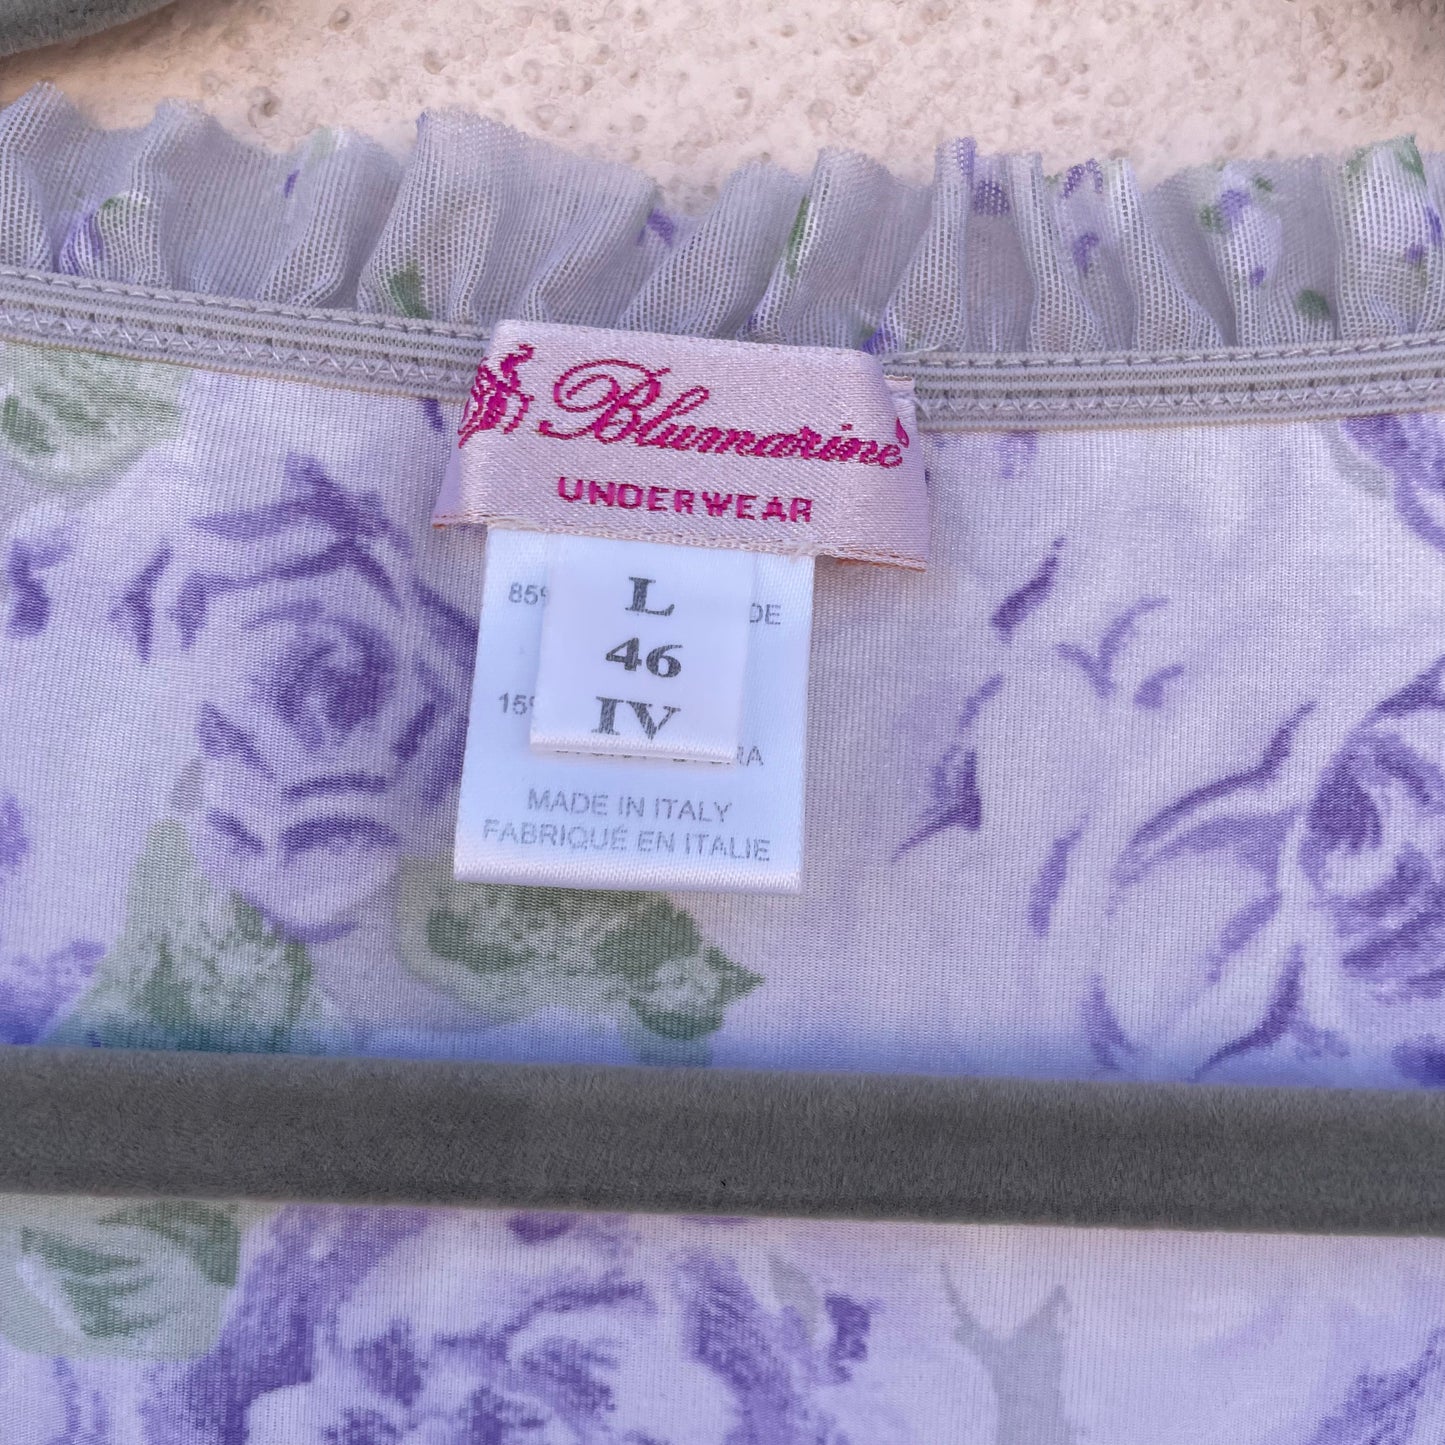 Blumarine
UNDERWEAR
L
46
IV
MADE IN ITALY
FABRIQUÉ EN ITALIE